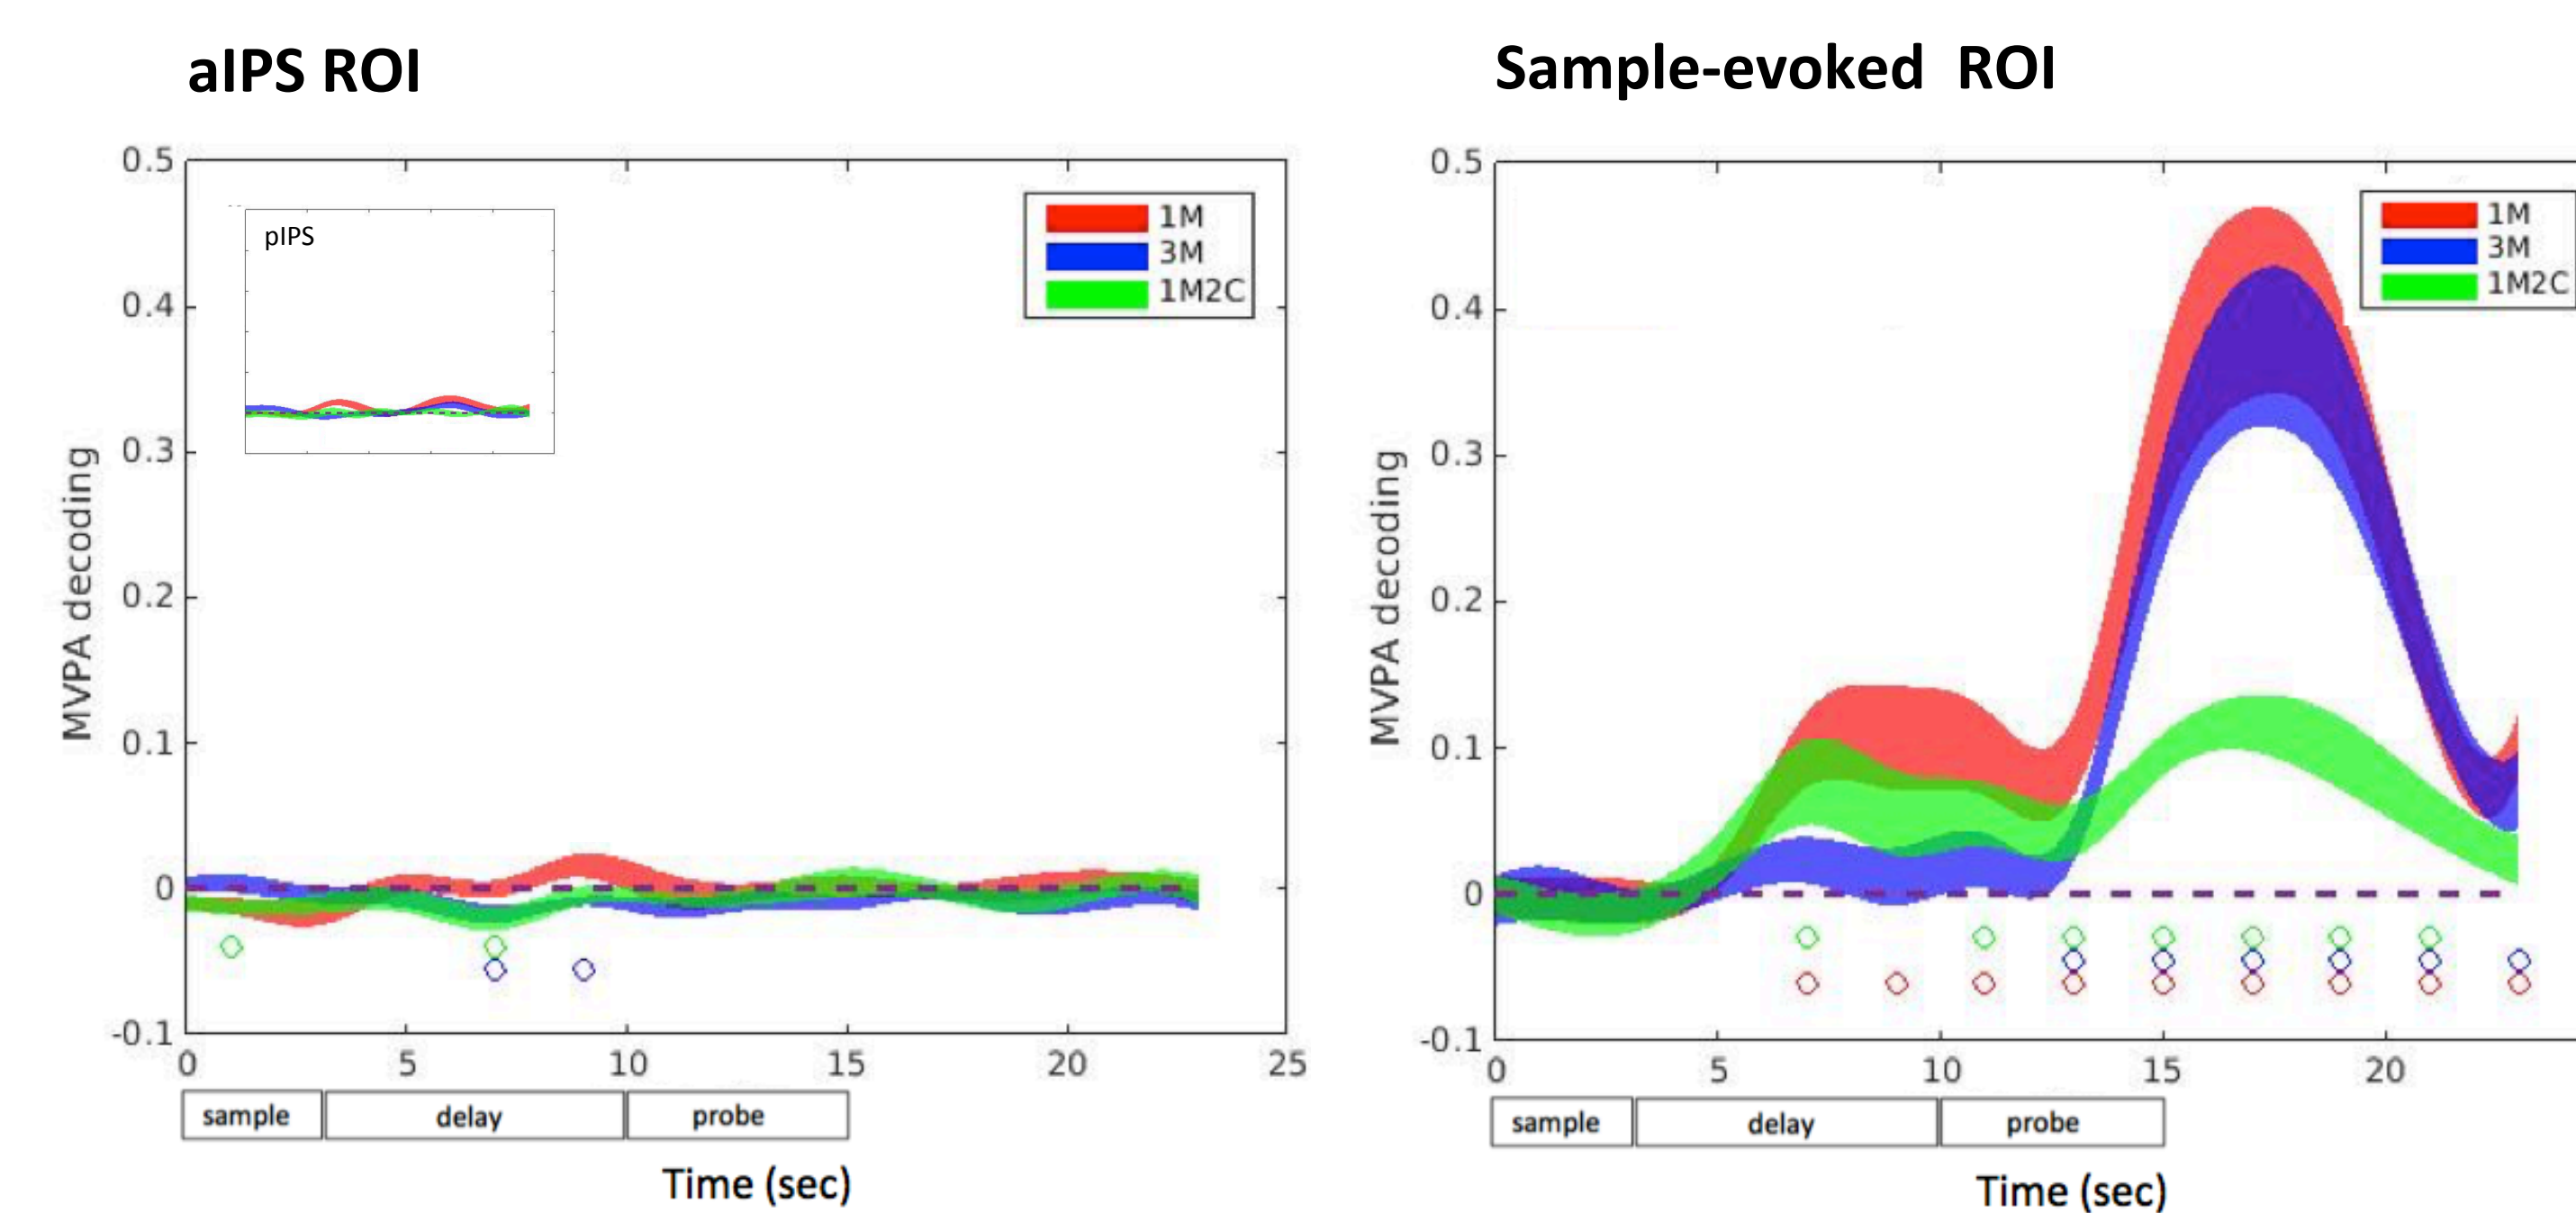 aIPS ROI
Sample-evoked ROI
0.5
0.4
0.3
0.2
0.1
0
-0.1
MVPA decoding
pIPS
1M
3M
1M2C
0 5 10 15 20 25
sample delay probe
Time (sec)
0.5
0.4
0.3
0.2
0.1
0
-0.1
MVPA decoding
1M
3M
1M2C
0 5 10 15 20
sample delay probe
Time (sec)